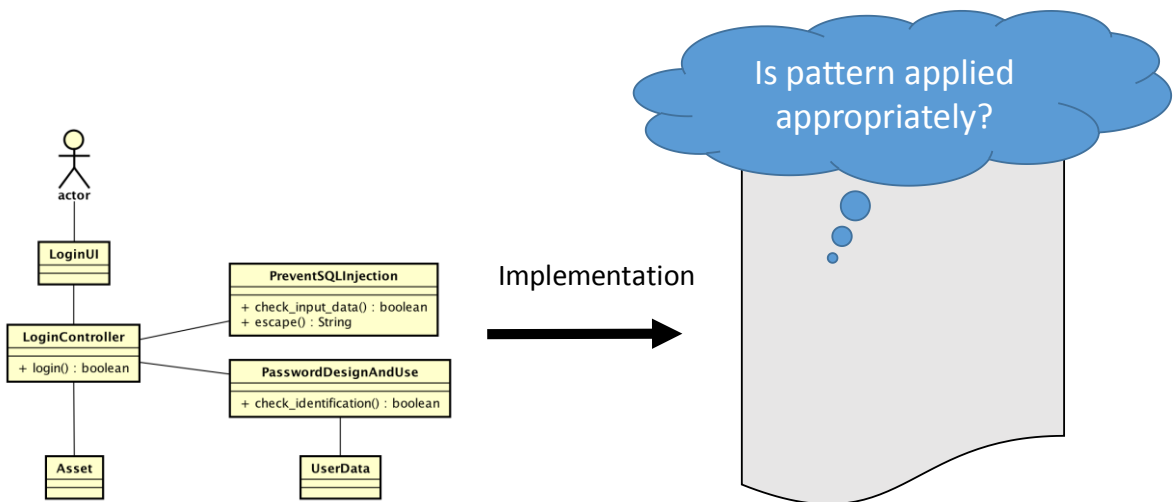 Is pattern applied
appropriately?
actor
LoginUI
PreventSQLInjection
+ check_input_data() : boolean
+ escape() : String
Implementation
LoginController
+ login() : boolean
PasswordDesignAndUse
+ check_identification() : boolean
Asset
UserData